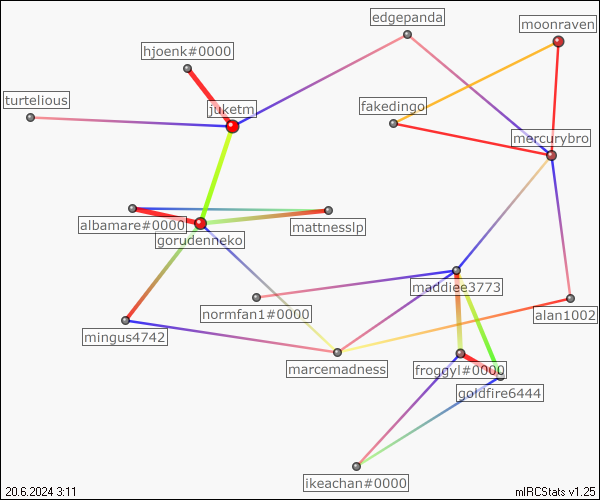 edgepanda
moonraven
hjoenk#0000
turtelious
juketm
fakedingo
mercurybro
albamare#0000
mattnesslp
gorudenneko
maddiee3773
normfan1#0000
alan1002
mingus4742
marcemadness
froggyl#0000
goldfire6444
ikeachan#0000
20.6.2024 3:11
mIRCStats v1.25